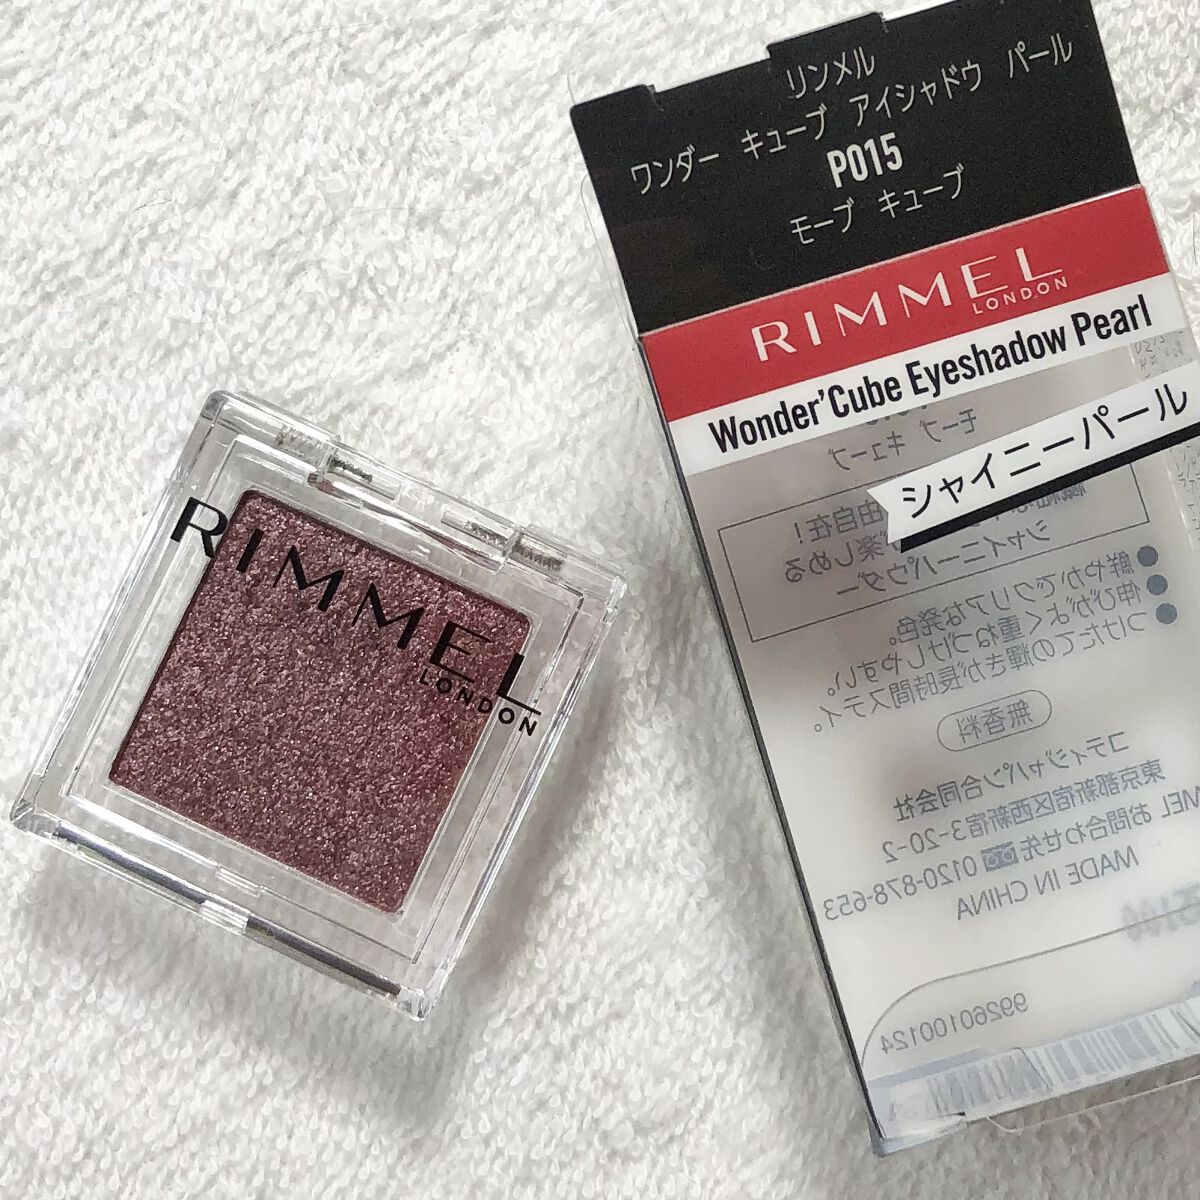 リンメル
ワンダー キューブ アイシャドウ パール
P015
モーブ キューブ
RIMMEL
LONDON
Wonder'Cube Eyeshadow Pearl
シャイニーパール
モーブ キューブ
自在!
楽しめる
シャイニーパウダー
●鮮やかでクリアな発色。
●伸びがよく重ねづけしやすい。
●つけたての輝きが長時間ステイ。
無香料
コティジャパン合同会社
東京都新宿区西新宿3-20-2
MEL お問合わせ先 0120-878-653
MADE IN CHINA
99260100124
RIMMEL
LONDON